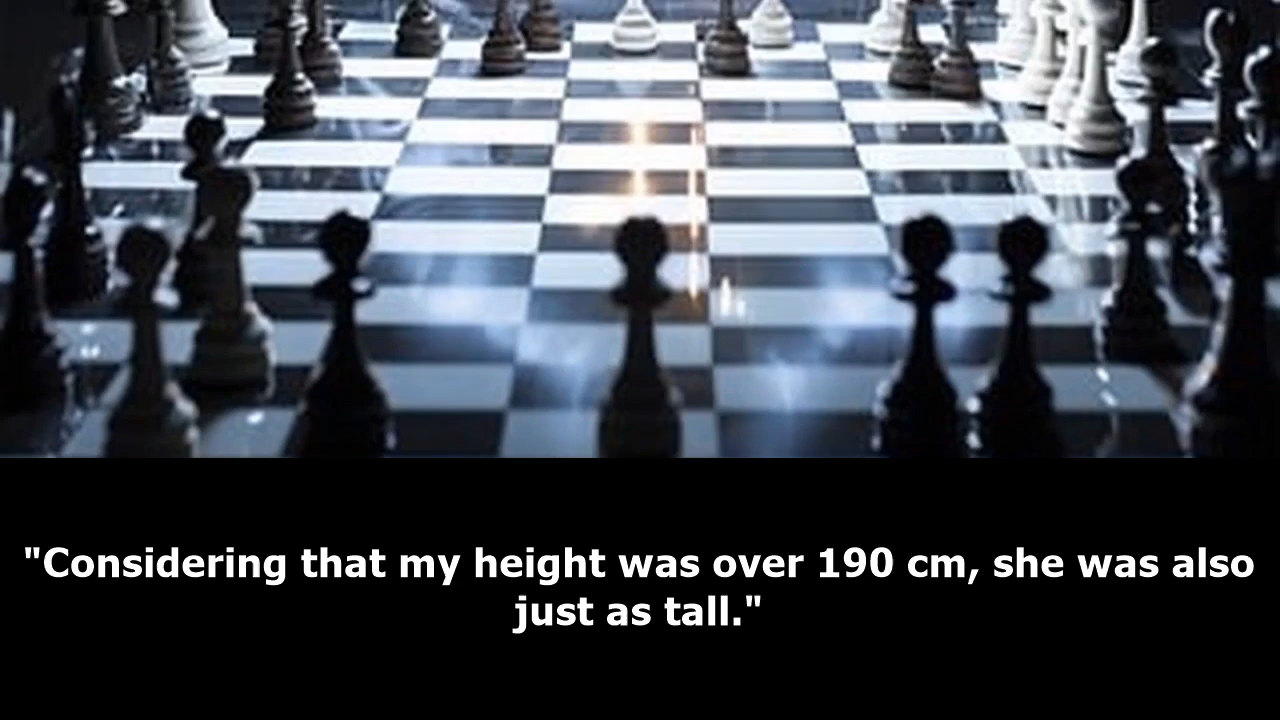 "Considering that my height was over 190 cm, she was also
just as tall."